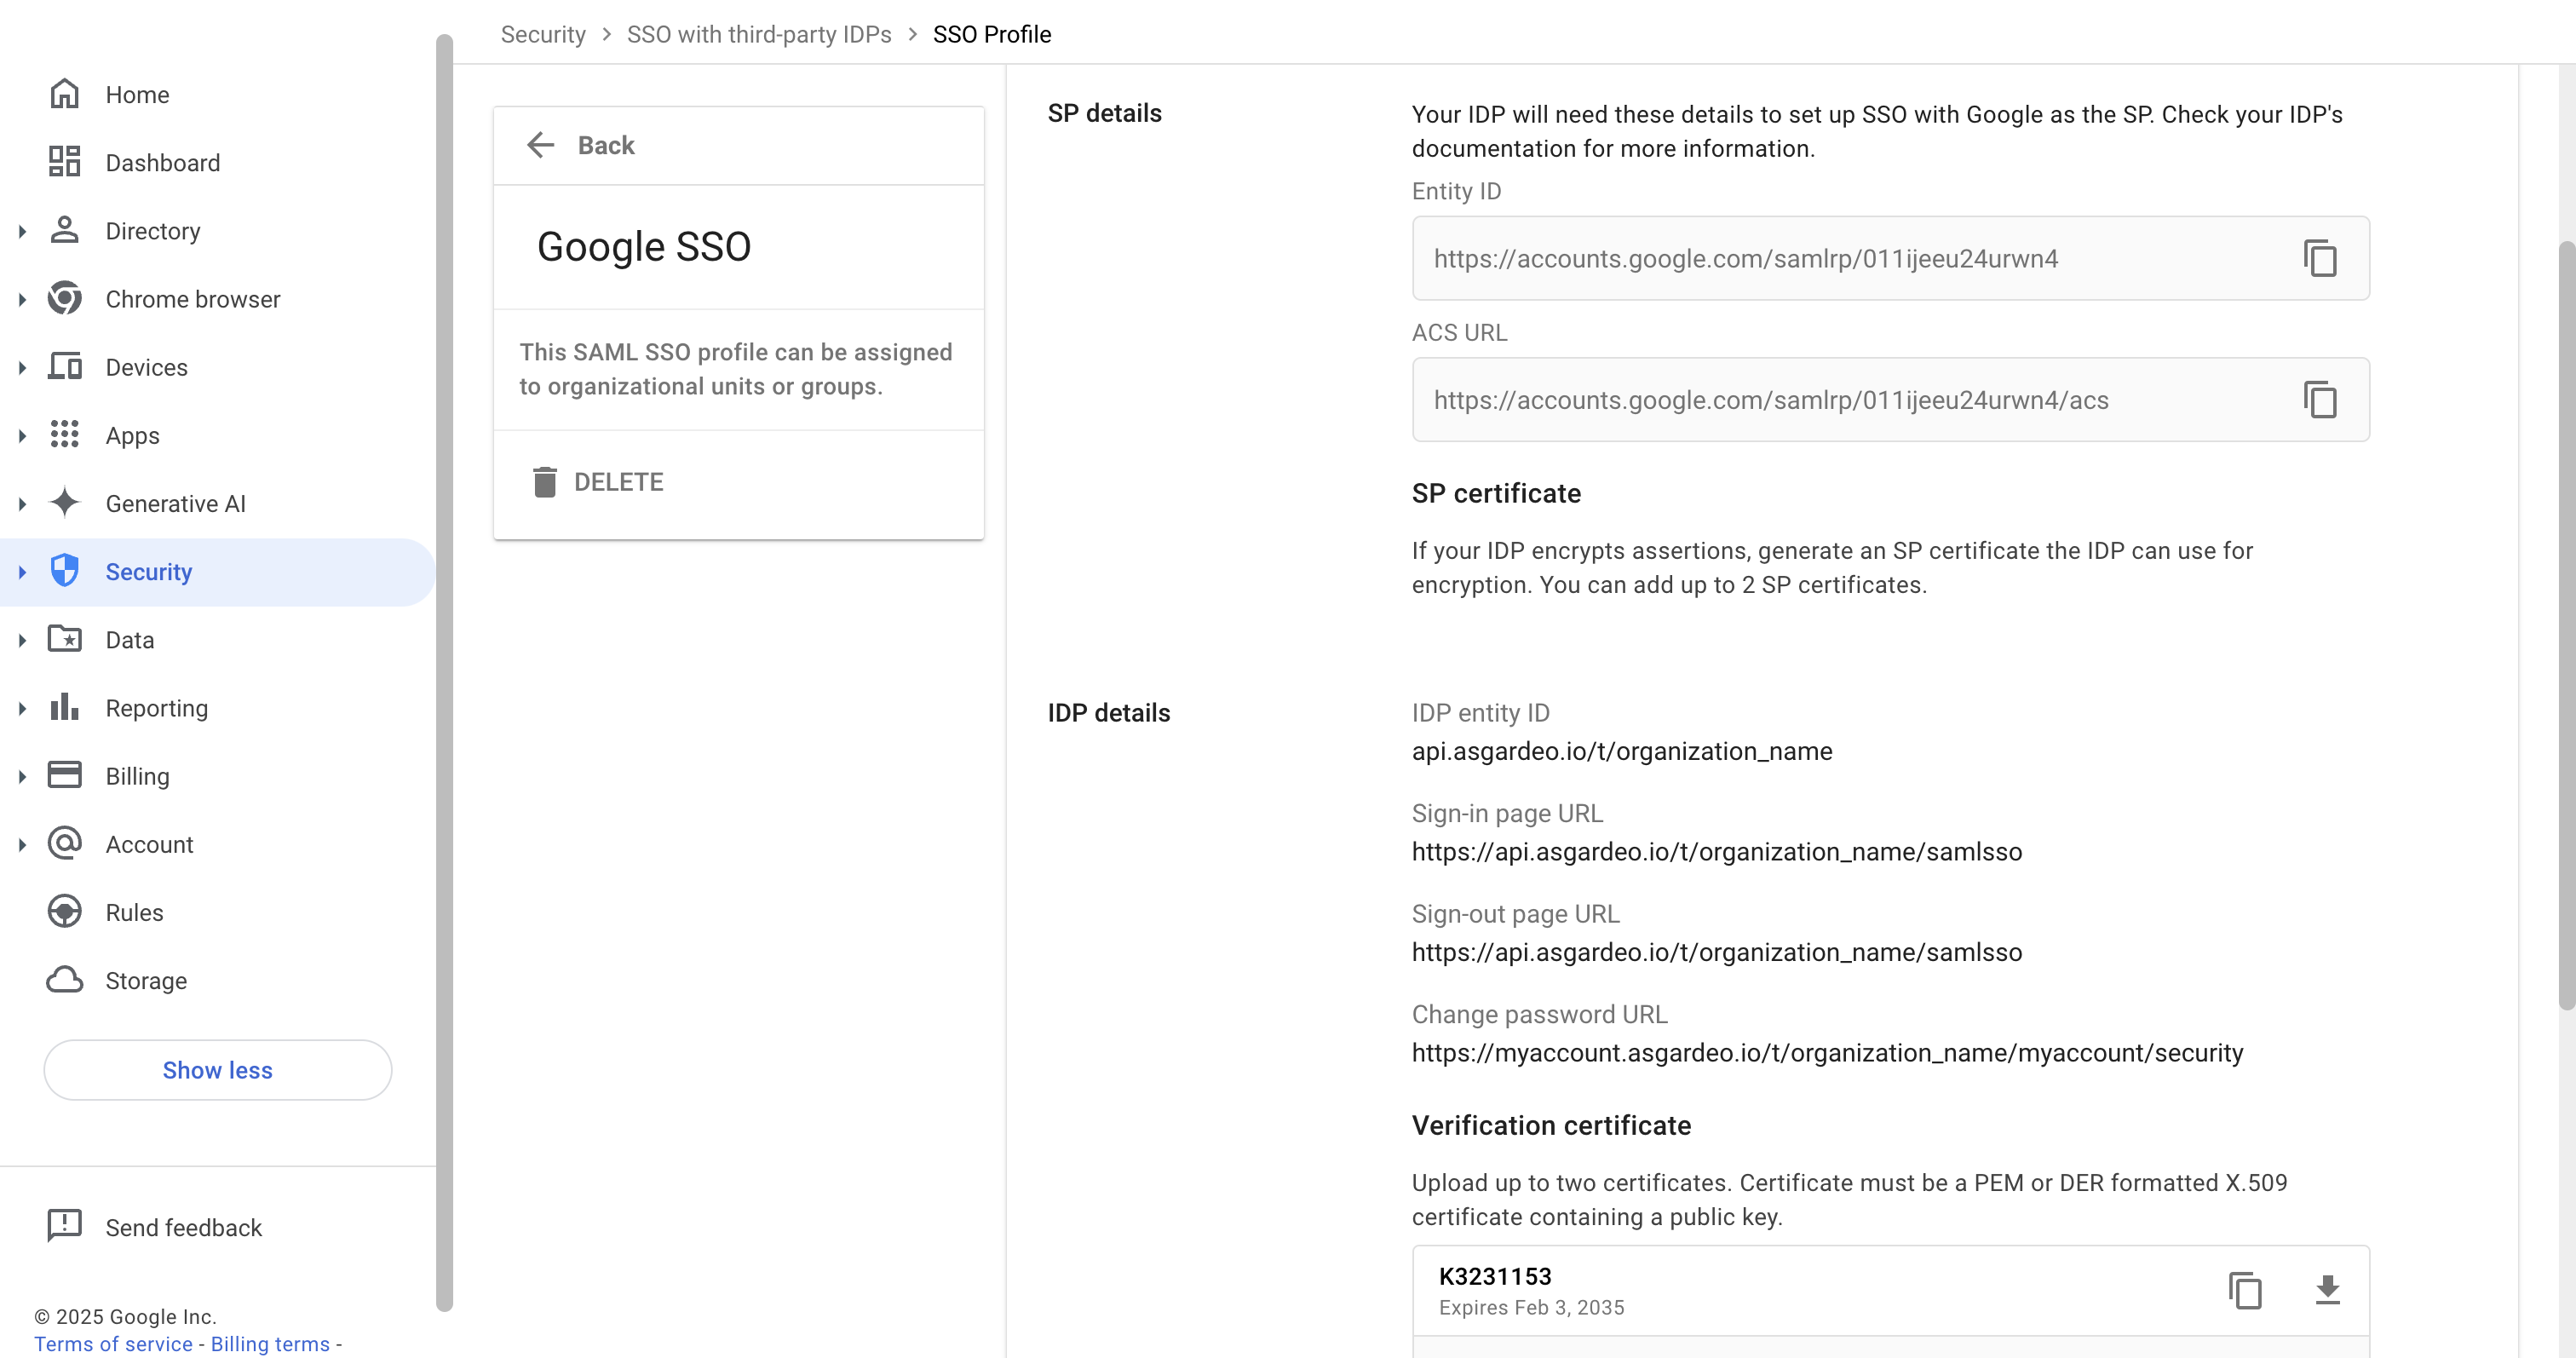 Security > SSO with third-party IDPs > SSO Profile
Home
Dashboard
Directory
Chrome browser
Devices
Apps
Generative AI
Security
Data
Reporting
Billing
Account
Rules
Storage
Show less
Send feedback
© 2025 Google Inc.
Terms of service - Billing terms -
Back
Google SSO
This SAML SSO profile can be assigned
to organizational units or groups.
DELETE
SP details
Your IDP will need these details to set up SSO with Google as the SP. Check your IDP's
documentation for more information.
Entity ID
https://accounts.google.com/samlrp/011ijeeu24urwn4
ACS URL
https://accounts.google.com/samlrp/011ijeeu24urwn4/acs
SP certificate
If your IDP encrypts assertions, generate an SP certificate the IDP can use for
encryption. You can add up to 2 SP certificates.
IDP details
IDP entity ID
api.asgardeo.io/t/organization_name
Sign-in page URL
https://api.asgardeo.io/t/organization_name/samlsso
Sign-out page URL
https://api.asgardeo.io/t/organization_name/samlsso
Change password URL
https://myaccount.asgardeo.io/t/organization_name/myaccount/security
Verification certificate
Upload up to two certificates. Certificate must be a PEM or DER formatted X.509
certificate containing a public key.
K3231153
Expires Feb 3, 2035